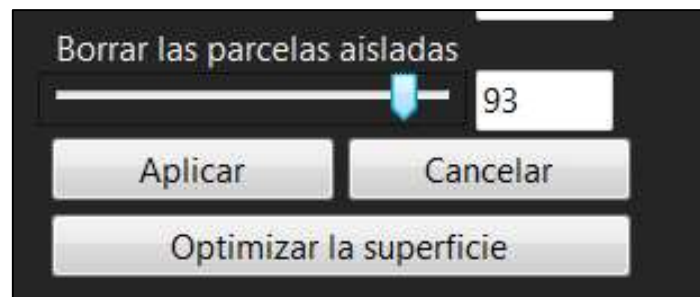 Borrar las parcelas aisladas
93
Aplicar
Cancelar
Optimizar la superficie